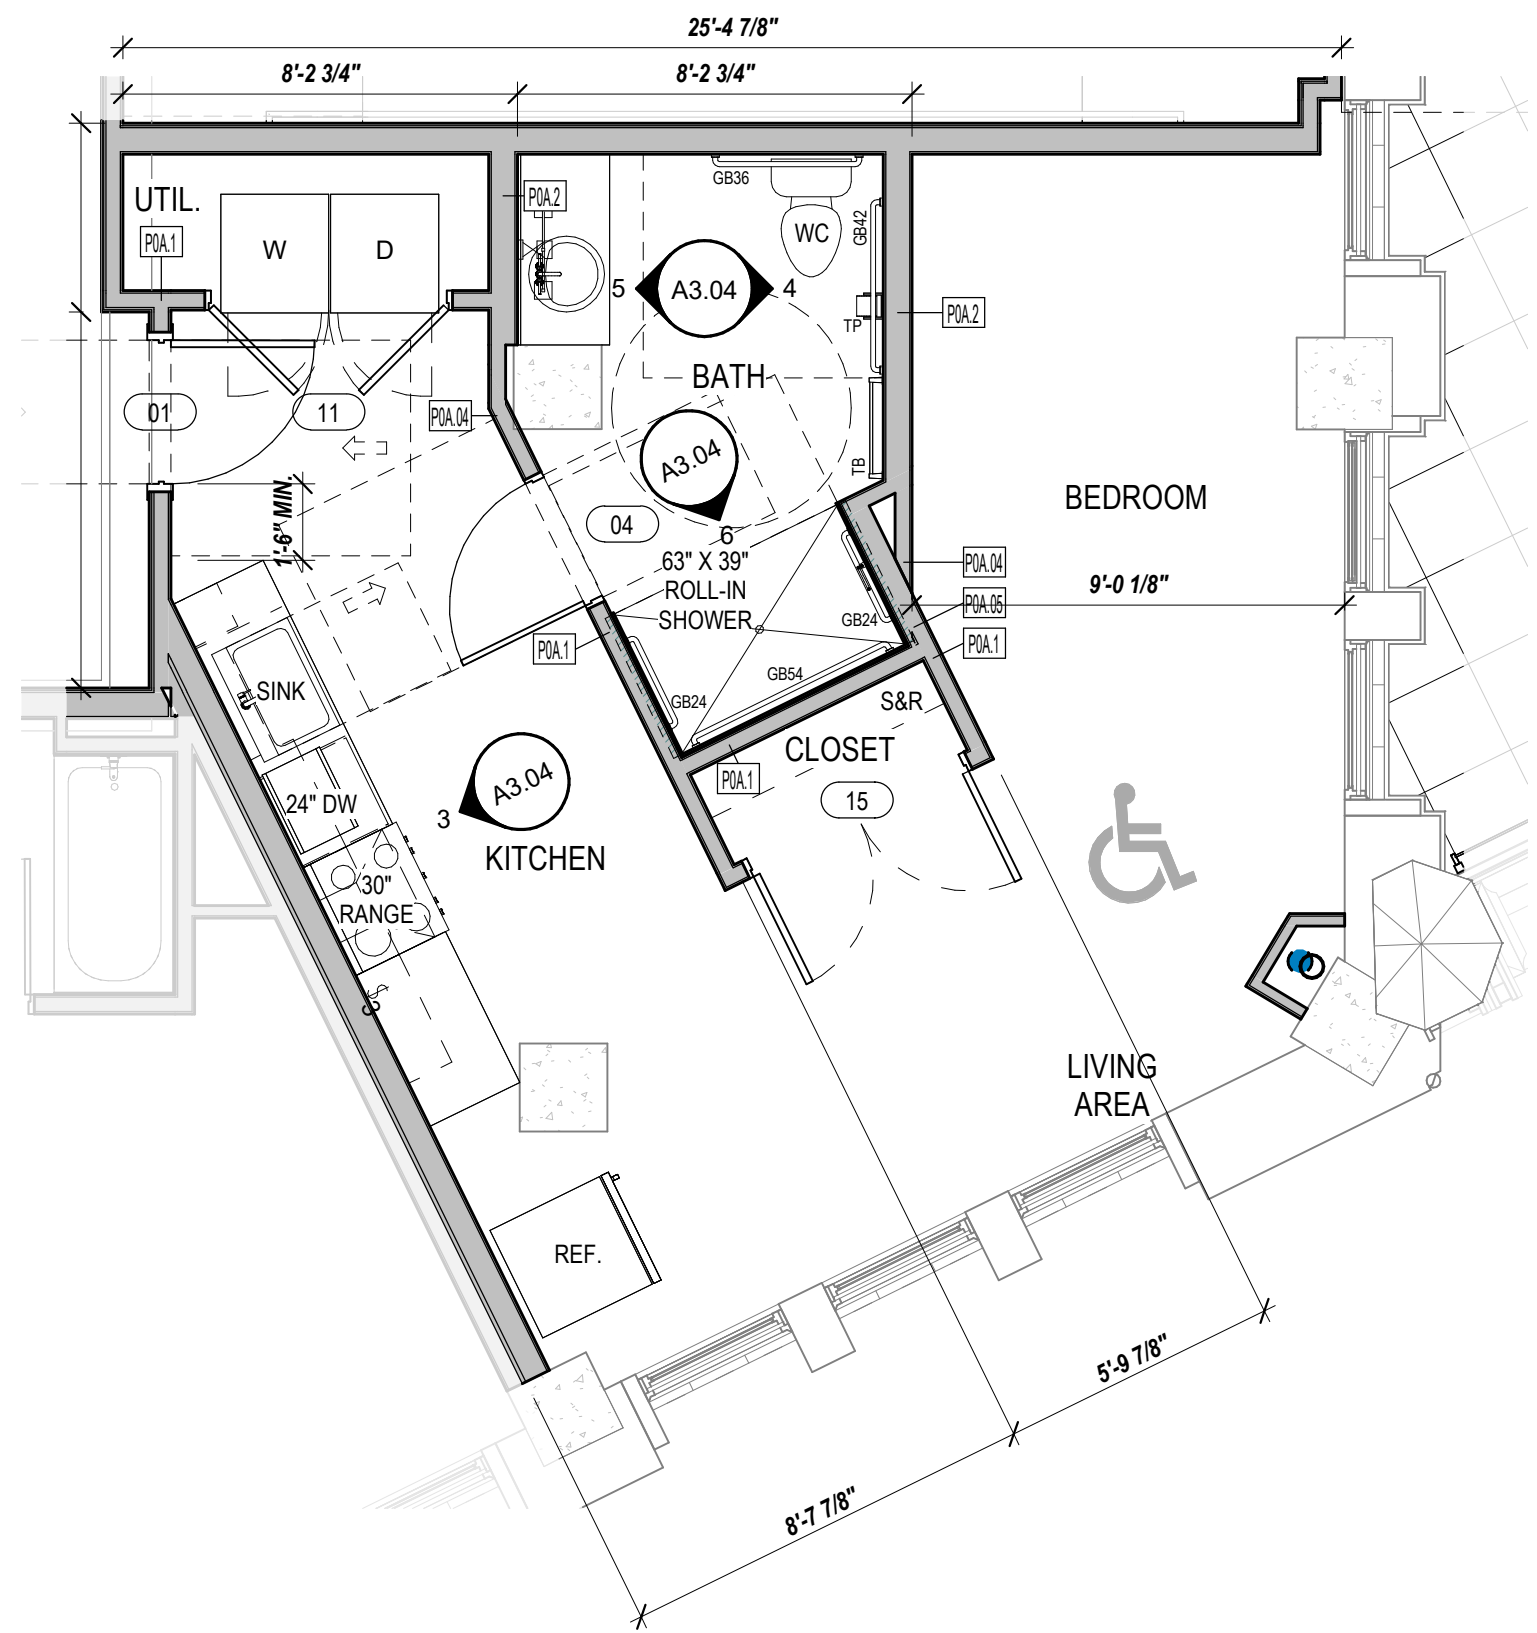 25'-4 7/8"
8'-2 3/4"
8'-2 3/4"
UTIL.
P0A.1
W
D
P0A.2
GB36
WC
GB42
5
A3.04
4
TP
P0A.2
BATH
01
11
P0A.04
A3.04
TB
BEDROOM
1'-6" MIN.
04
6
63" X 39"
ROLL-IN
SHOWER
P0A.04
9'-0 1/8"
P0A.05
GB24
P0A.1
P0A.1
GB54
SINK
GB24
S&R
CLOSET
A3.04
P0A.1
24" DW
15
3
KITCHEN
30"
RANGE
LIVING
AREA
REF.
5'-9 7/8"
8'-7 7/8"